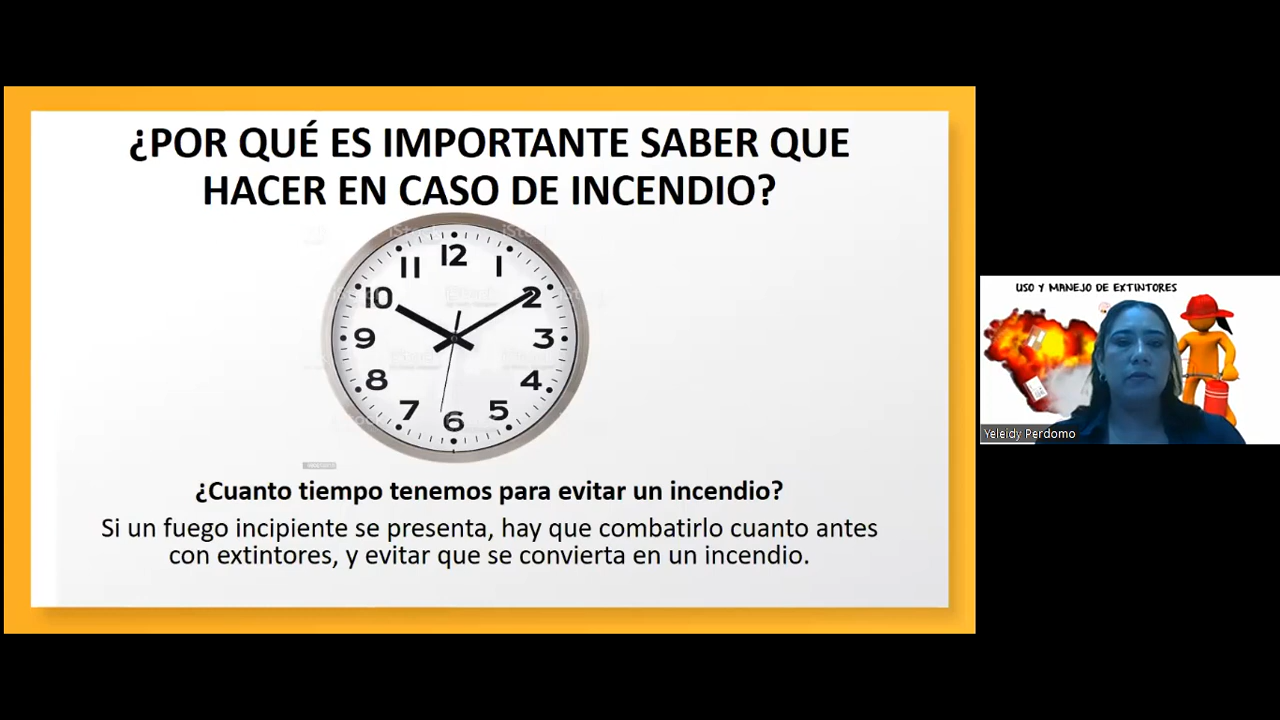 ¿POR QUÉ ES IMPORTANTE SABER QUE
HACER EN CASO DE INCENDIO?
12
1
2
3
4
5
6
7
8
9
10
11
iStock
¿Cuanto tiempo tenemos para evitar un incendio?
Si un fuego incipiente se presenta, hay que combatirlo cuanto antes
con extintores, y evitar que se convierta en un incendio.
USO Y MANEJO DE EXTINTORES
Yeleidy Perdomo